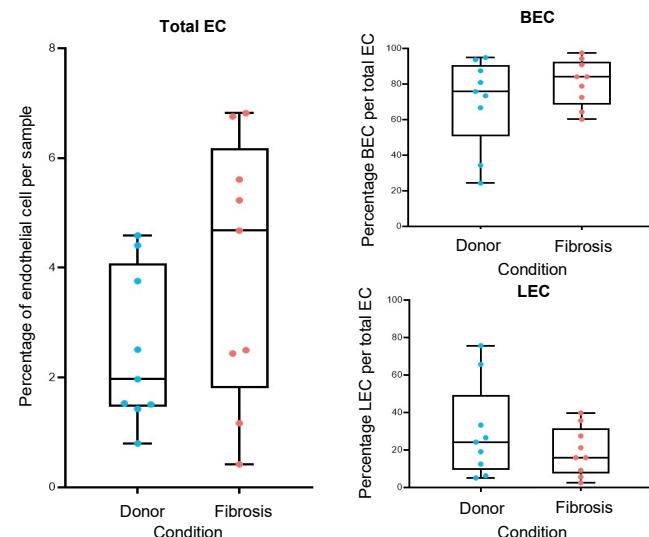 Total EC
Percentage of endothelial cell per sample
8
6
4
2
0
Donor Fibrosis
Condition
BEC
Percentage BEC per total EC
100
80
60
40
20
0
Donor Fibrosis
Condition
LEC
Percentage LEC per total EC
100
80
60
40
20
0
Donor Fibrosis
Condition